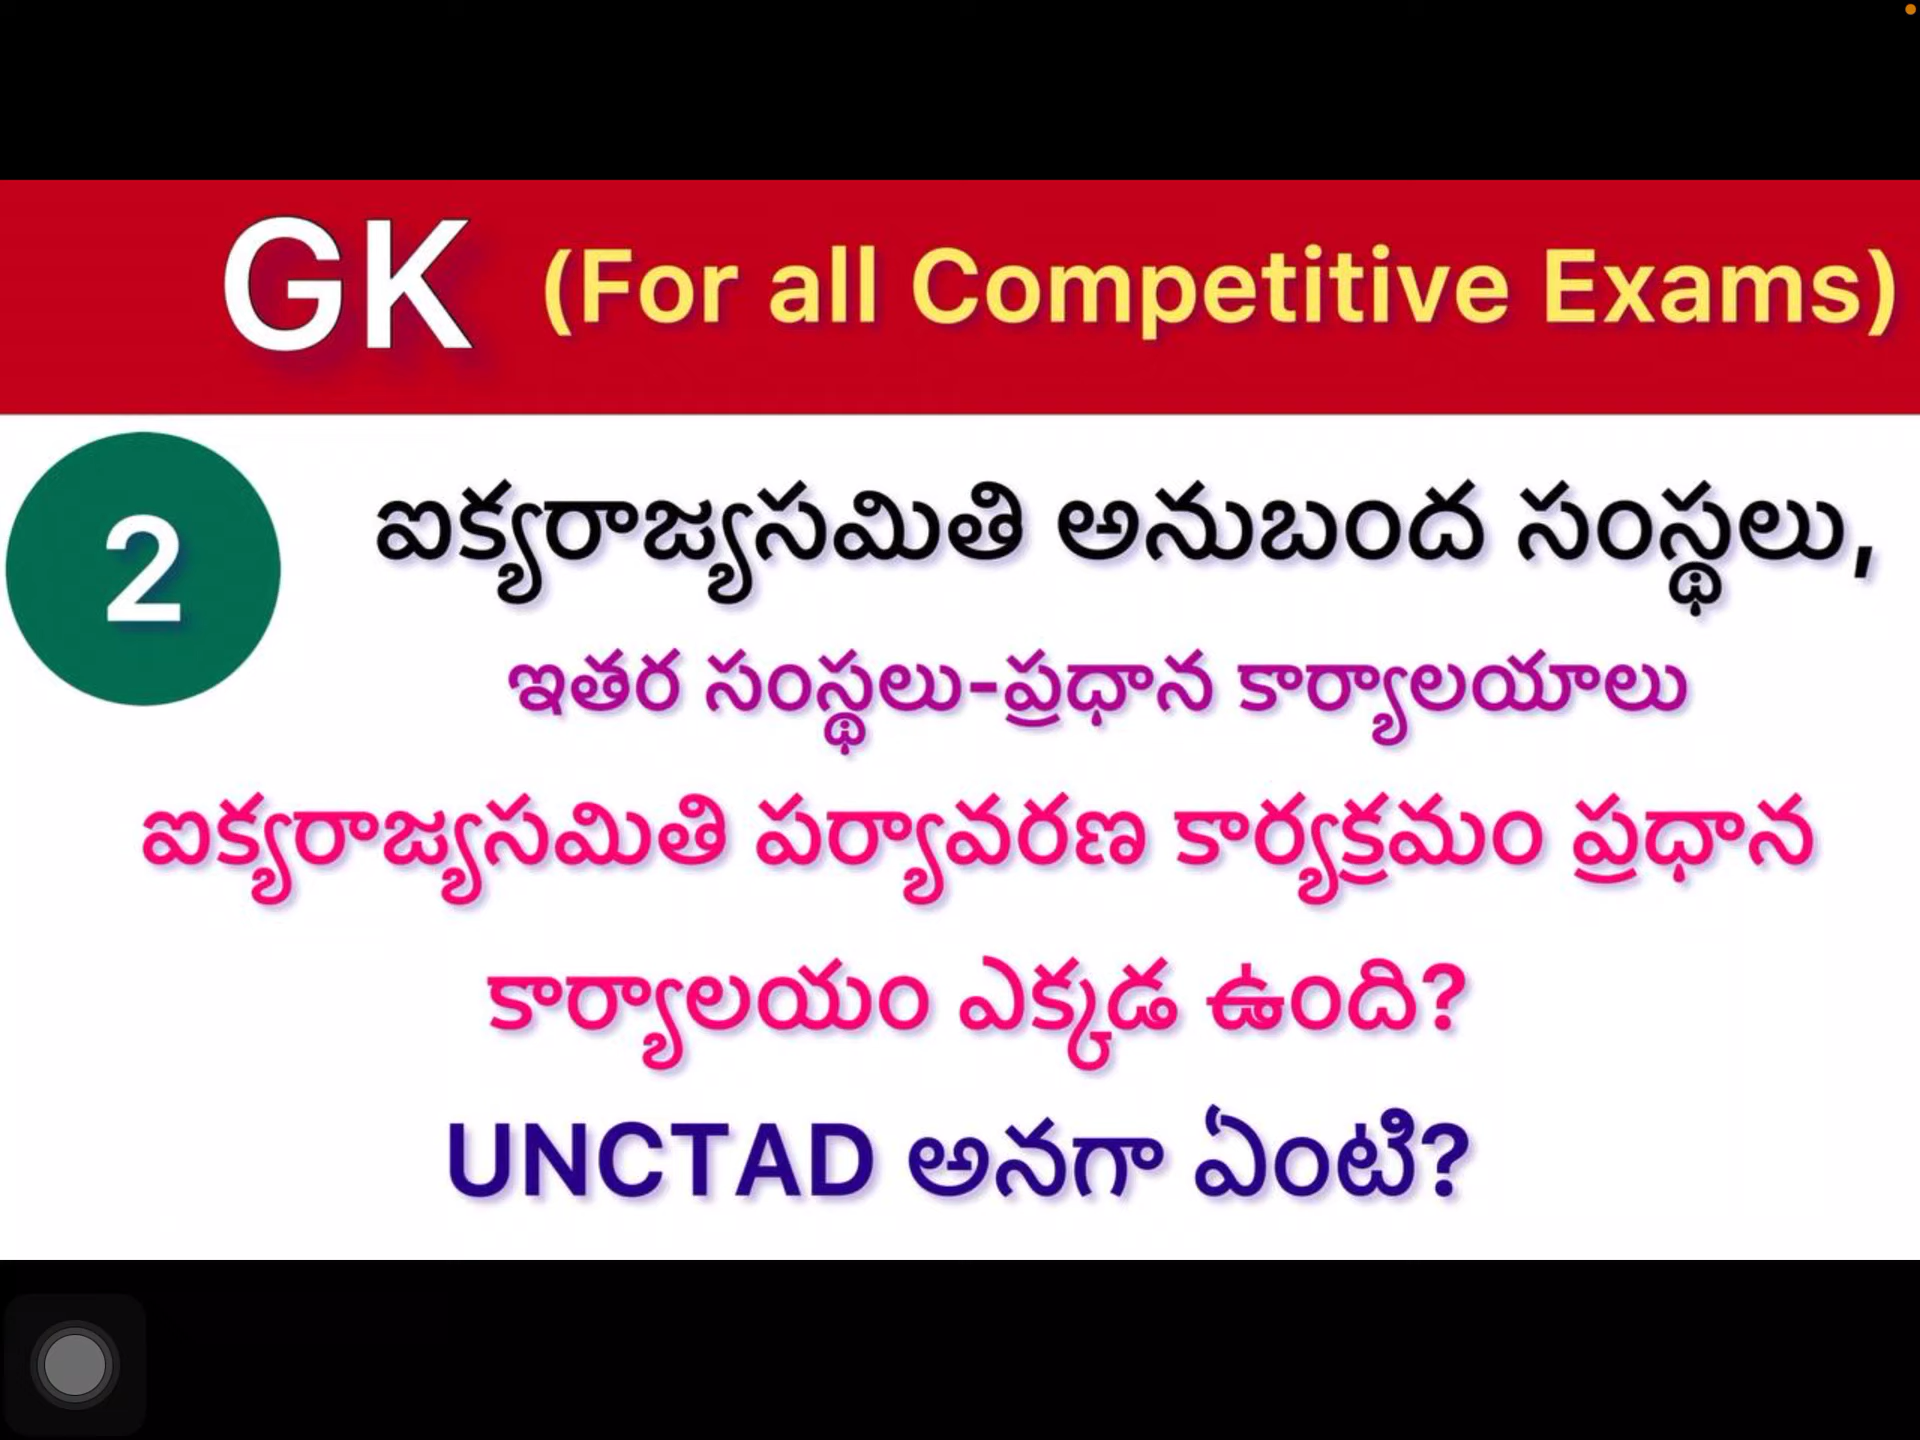 GK (For all Competitive Exams)
2
ఐక్యరాజ్యసమితి అనుబంద సంస్థలు,
ఇతర సంస్థలు-ప్రధాన కార్యాలయాలు
ఐక్యరాజ్యసమితి పర్యావరణ కార్యక్రమం ప్రధాన
కార్యాలయం ఎక్కడ ఉంది?
UNCTAD అనగా ఏంటి?